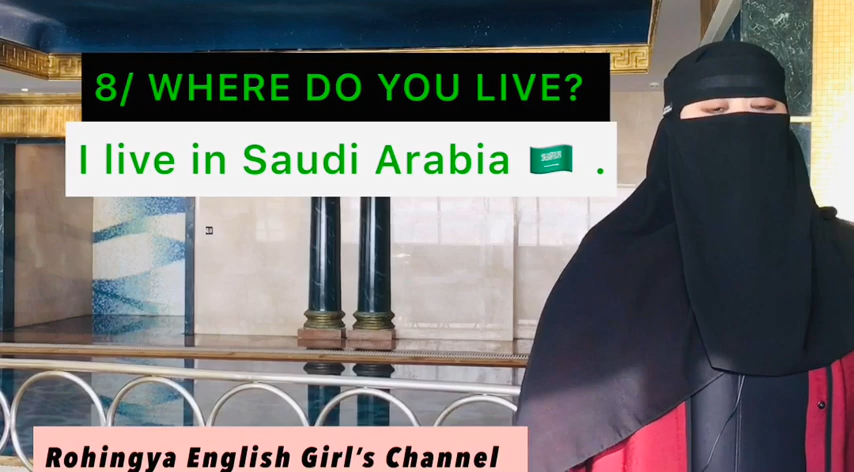 8/ WHERE DO YOU LIVE?
I live in Saudi Arabia 🇸🇦 .
Rohingya English Girl's Channel